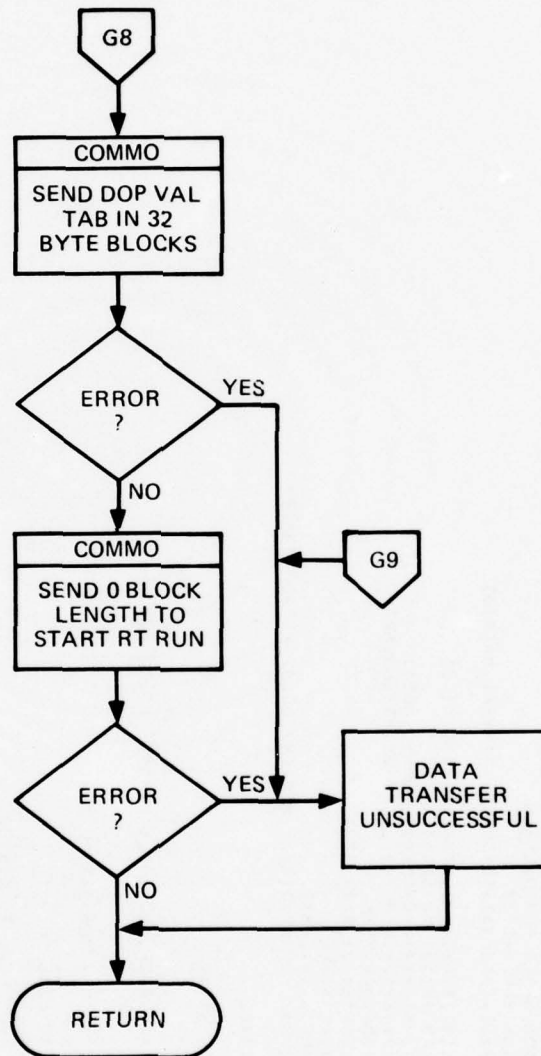 G8
COMMO
SEND DOP VAL
TAB IN 32
BYTE BLOCKS
ERROR
?
YES
NO
COMMO
SEND 0 BLOCK
LENGTH TO
START RT RUN
G9
ERROR
?
YES
NO
DATA
TRANSFER
UNSUCCESSFUL
RETURN